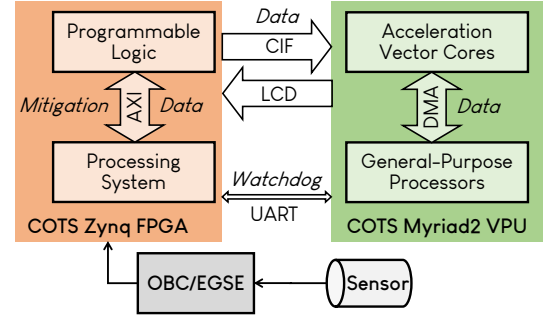 Programmable
Logic
Mitigation
AXI
Data
Processing
System
COTS Zynq FPGA
Data
CIF
LCD
Watchdog
UART
Acceleration
Vector Cores
DMA
Data
General-Purpose
Processors
COTS Myriad2 VPU
OBC/EGSE
Sensor